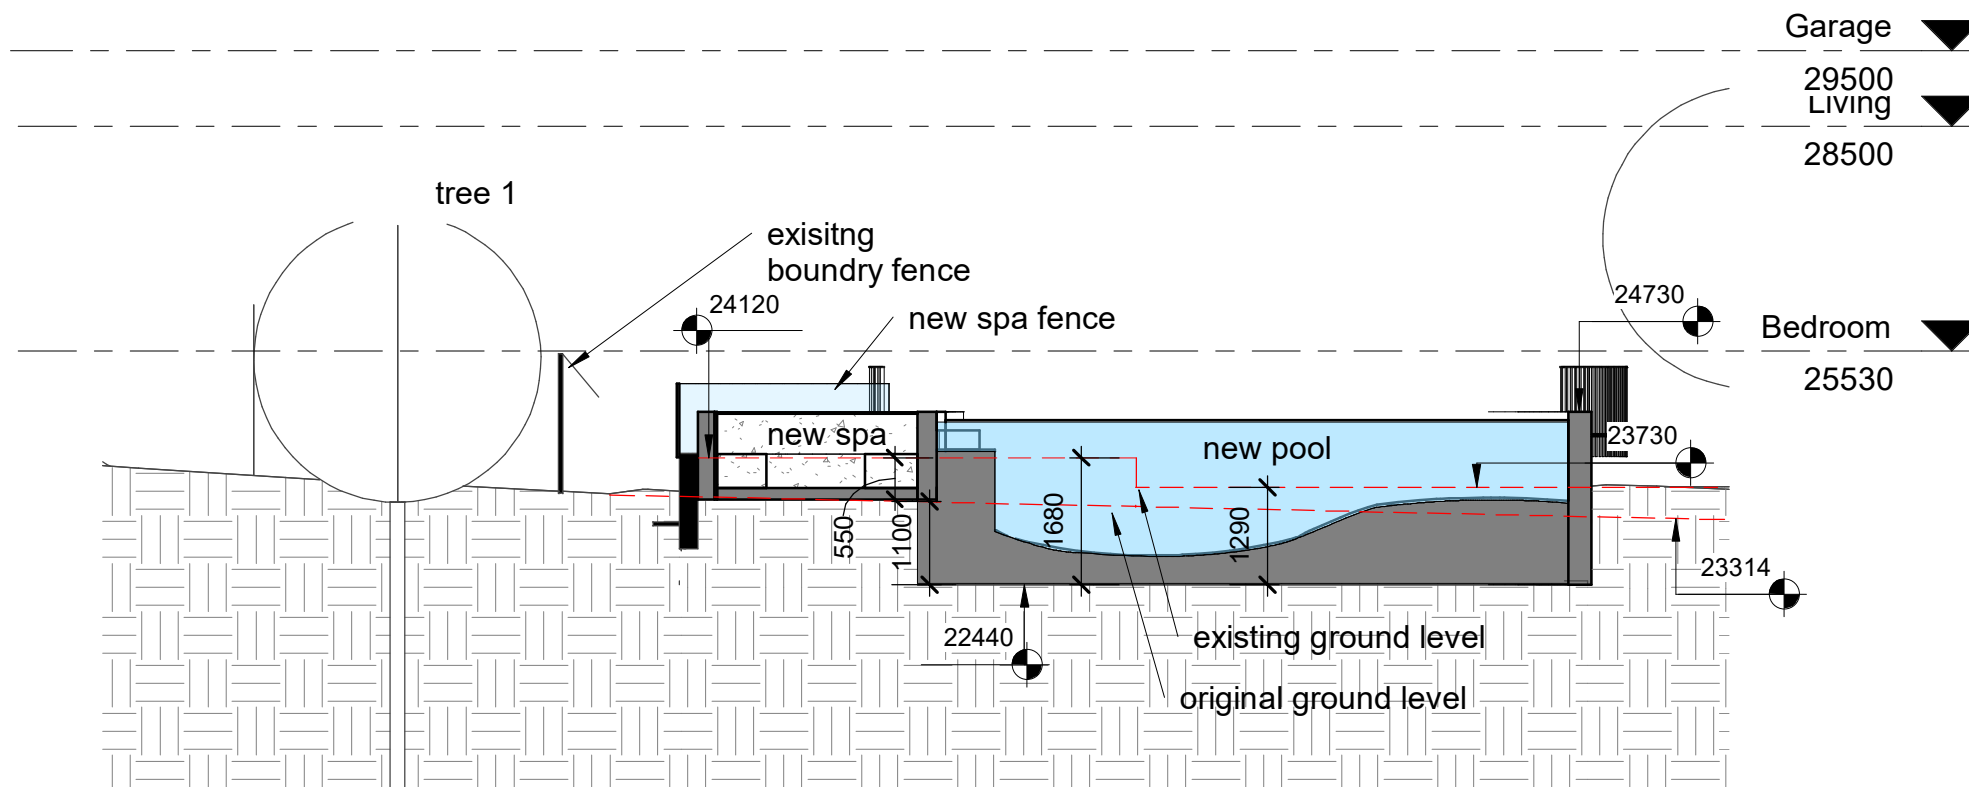 Garage
29500
Living
28500
tree 1
exisitng
boundry fence
24120
new spa fence
24730
Bedroom
25530
new spa
new pool
23730
550
1100
1680
1290
23314
22440
existing ground level
original ground level